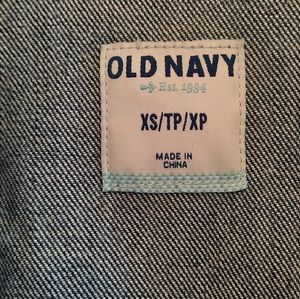 OLD NAVY
Est. 1994
XS/TP/XP
MADE IN
CHINA